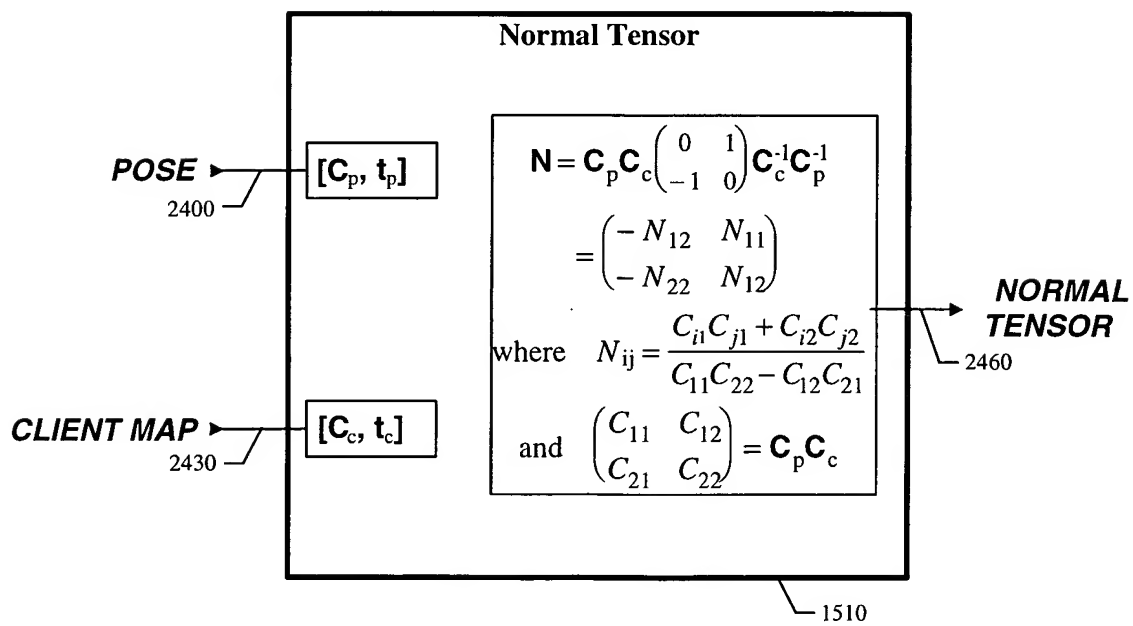 Normal Tensor
POSE
2400
[C_p, t_p]
N = C_p C_c ( 0 1 ; -1 0 ) C_c^-1 C_p^-1
= ( -N_12 N_11 ; -N_22 N_12 )
where N_ij = (C_i1 C_j1 + C_i2 C_j2) / (C_11 C_22 - C_12 C_21)
and ( C_11 C_12 ; C_21 C_22 ) = C_p C_c
NORMAL
TENSOR
2460
CLIENT MAP
2430
[C_c, t_c]
1510